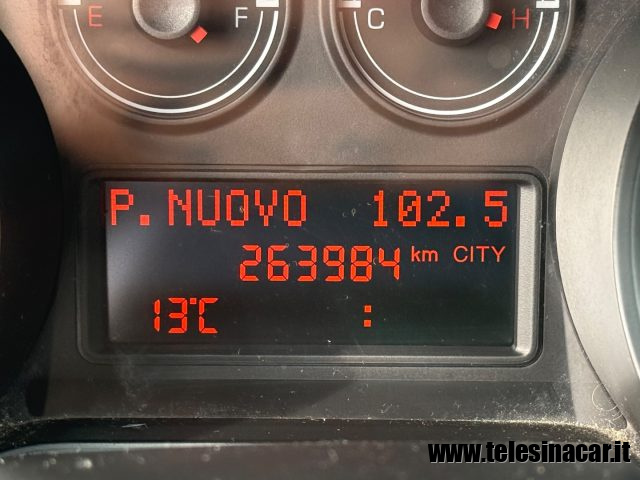 E F C H
P. NUOVO 102.5
263984 km CITY
13°C :
www.telesinacar.it